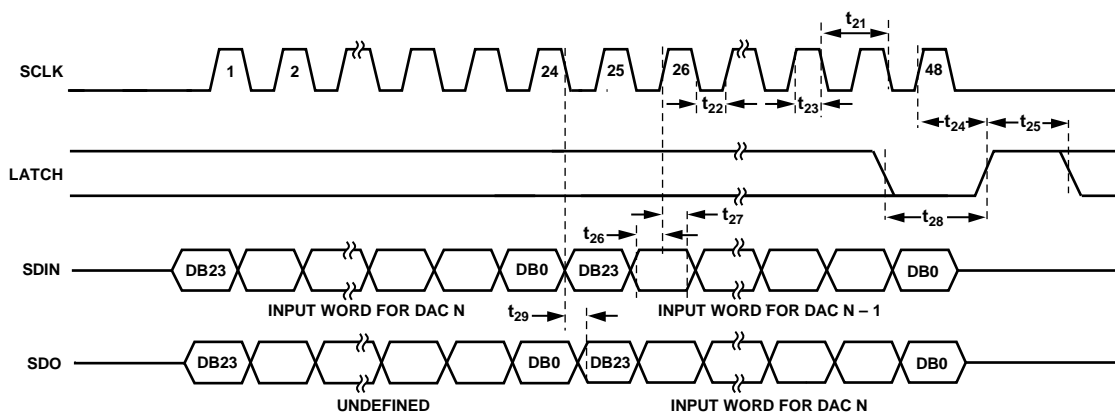 t21
SCLK
1 2 24 25 26 48
t22 t23 t24 t25
LATCH
t27
t28
t26
SDIN
DB23 DB0 DB23 DB0
INPUT WORD FOR DAC N INPUT WORD FOR DAC N – 1
t29
SDO
DB23 DB0 DB23 DB0
UNDEFINED INPUT WORD FOR DAC N